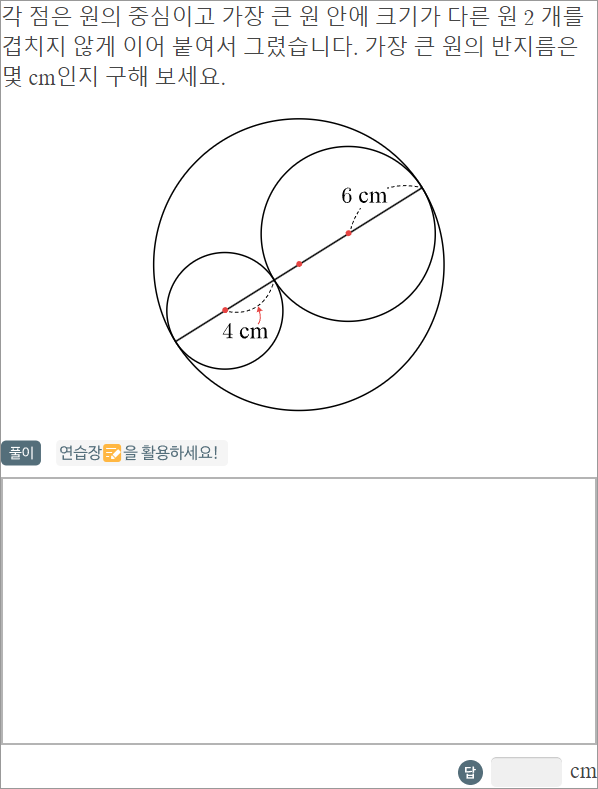 각 점은 원의 중심이고 가장 큰 원 안에 크기가 다른 원 2 개를
겹치지 않게 이어 붙여서 그렸습니다. 가장 큰 원의 반지름은
몇 cm인지 구해 보세요.
6 cm
4 cm
풀이 연습장을 활용하세요!
답 cm